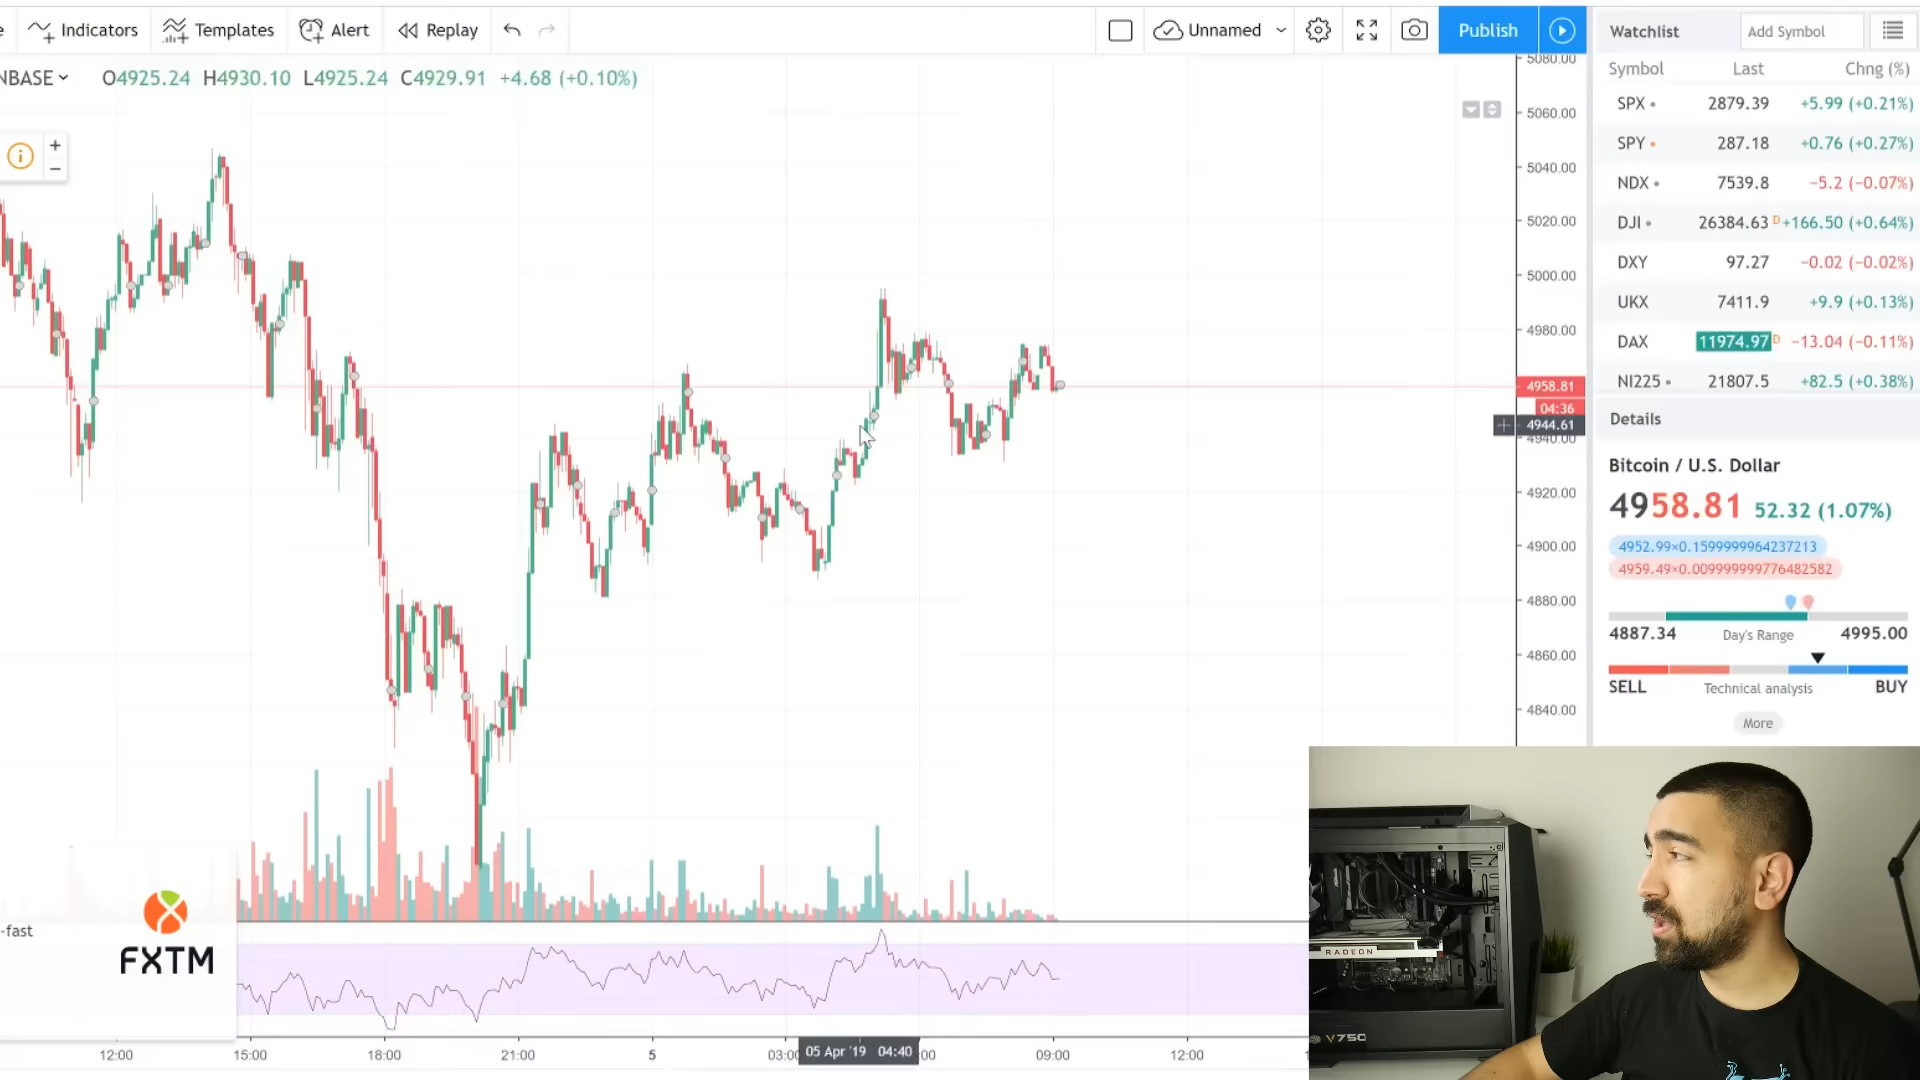 e Indicators Templates Alert Replay Unnamed Publish
NBASE O4925.24 H4930.10 L4925.24 C4929.91 +4.68 (+0.10%)
+
−
5080.00
5060.00
5040.00
5020.00
5000.00
4980.00
4958.81
04:36
4944.61
4940.00
4920.00
4900.00
4880.00
4860.00
4840.00
-fast
FXTM
12:00 15:00 18:00 21:00 5 03:00 05 Apr '19 04:40 :00 09:00 12:00
Watchlist Add Symbol
Symbol Last Chng (%)
SPX 2879.39 +5.99 (+0.21%)
SPY 287.18 +0.76 (+0.27%)
NDX 7539.8 −5.2 (−0.07%)
DJI 26384.63 D +166.50 (+0.64%)
DXY 97.27 −0.02 (−0.02%)
UKX 7411.9 +9.9 (+0.13%)
DAX 11974.97 D −13.04 (−0.11%)
NI225 21807.5 +82.5 (+0.38%)
Details
Bitcoin / U.S. Dollar
4958.81 52.32 (1.07%)
4952.99×0.1599999964237213
4959.49×0.009999999776482582
4887.34 Day's Range 4995.00
SELL Technical analysis BUY
More
RADEON
V750